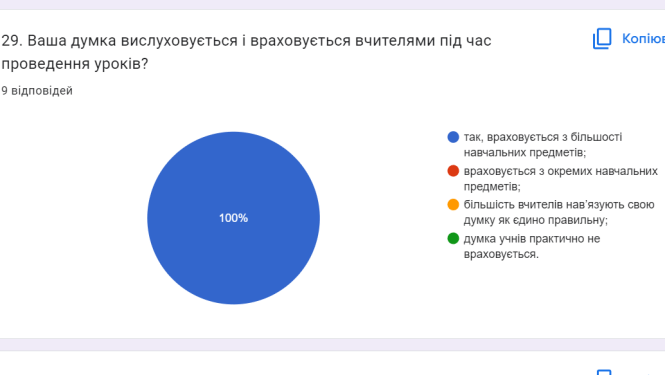 29. Ваша думка вислуховується і враховується вчителями під час
проведення уроків?
9 відповідей
100%
так, враховується з більшості
навчальних предметів;
враховується з окремих навчальних
предметів;
більшість вчителів нав’язують свою
думку як єдино правильну;
думка учнів практично не
враховується.